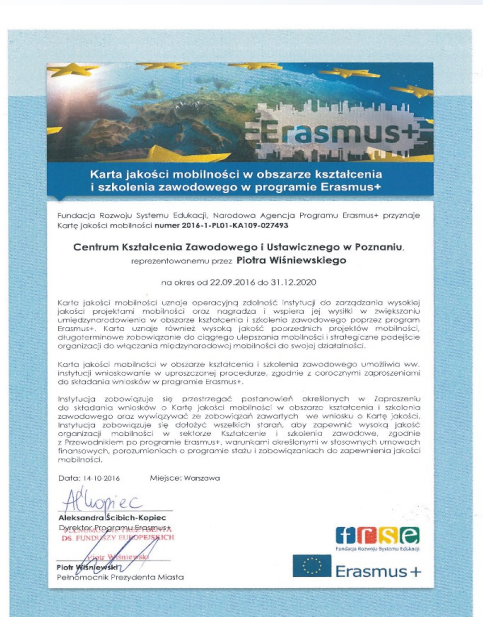 Erasmus+
Karta jakości mobilności w obszarze kształcenia
i szkolenia zawodowego w programie Erasmus+
Fundacja Rozwoju Systemu Edukacji, Narodowa Agencja Programu Erasmus+ przyznaje
Kartę jakości mobilności numer 2016-1-PL01-KA109-027493
Centrum Kształcenia Zawodowego i Ustawicznego w Poznaniu,
reprezentowanemu przez Piotra Wiśniewskiego
na okres od 22.09.2016 do 31.12.2020
Karta jakości mobilności uznaje operacyjną zdolność instytucji do zarządzania wysokiej
jakości projektami mobilności oraz nagradza i wspiera jej wysiłki w zwiększaniu
umiędzynarodowienia w obszarze kształcenia i szkolenia zawodowego poprzez program
Erasmus+. Karta uznaje również wysoką jakość poprzednich projektów mobilności,
długoterminowe zobowiązanie do ciągłego ulepszania mobilności i strategiczne podejście
organizacji do włączania międzynarodowej mobilności do swojej działalności.
Karta jakości mobilności w obszarze kształcenia i szkolenia zawodowego umożliwia ww.
instytucji wnioskowanie w uproszczonej procedurze, zgodnie z corocznymi zaproszeniami
do składania wniosków w programie Erasmus+.
Instytucja zobowiązuje się przestrzegać postanowień określonych w Zaproszeniu
do składania wniosków o Kartę jakości mobilności w obszarze kształcenia i szkolenia
zawodowego oraz wywiązywać ze zobowiązań zawartych we wniosku o Kartę jakości.
Instytucja zobowiązuje się dołożyć wszelkich starań, aby zapewnić wysoką jakość
organizacji mobilności w sektorze Kształcenie i szkolenia zawodowe, zgodnie
z Przewodnikiem po programie Erasmus+, warunkami określonymi w stosownych umowach
finansowych, porozumieniach o programie stażu i zobowiązaniach do zapewnienia jakości
mobilności.
Data: 14-10-2016 Miejsce: Warszawa
AKopiec
Aleksandra Ścibich-Kopiec
Dyrektor Programu Erasmus+
DS. FUNDUSZY EUROPEJSKICH
Piotr Wiśniewski
Piotr Wiśniewski
Pełnomocnik Prezydenta Miasta
frse
Fundacja Rozwoju Systemu Edukacji
Erasmus+